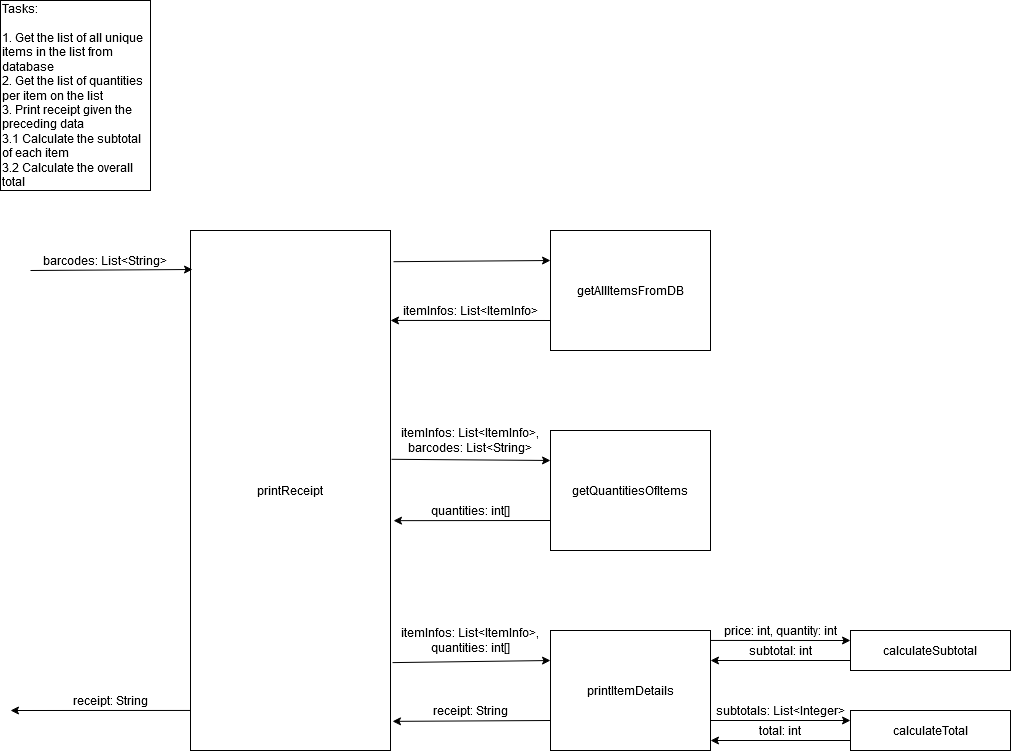 Tasks:
1. Get the list of all unique
items in the list from
database
2. Get the list of quantities
per item on the list
3. Print receipt given the
preceding data
3.1 Calculate the subtotal
of each item
3.2 Calculate the overall
total
barcodes: List<String>
getAllItemsFromDB
itemInfos: List<ItemInfo>
itemInfos: List<ItemInfo>,
barcodes: List<String>
printReceipt
getQuantitiesOfItems
quantities: int[]
itemInfos: List<ItemInfo>,
quantities: int[]
price: int, quantity: int
subtotal: int
calculateSubtotal
printItemDetails
receipt: String
receipt: String
subtotals: List<Integer>
total: int
calculateTotal